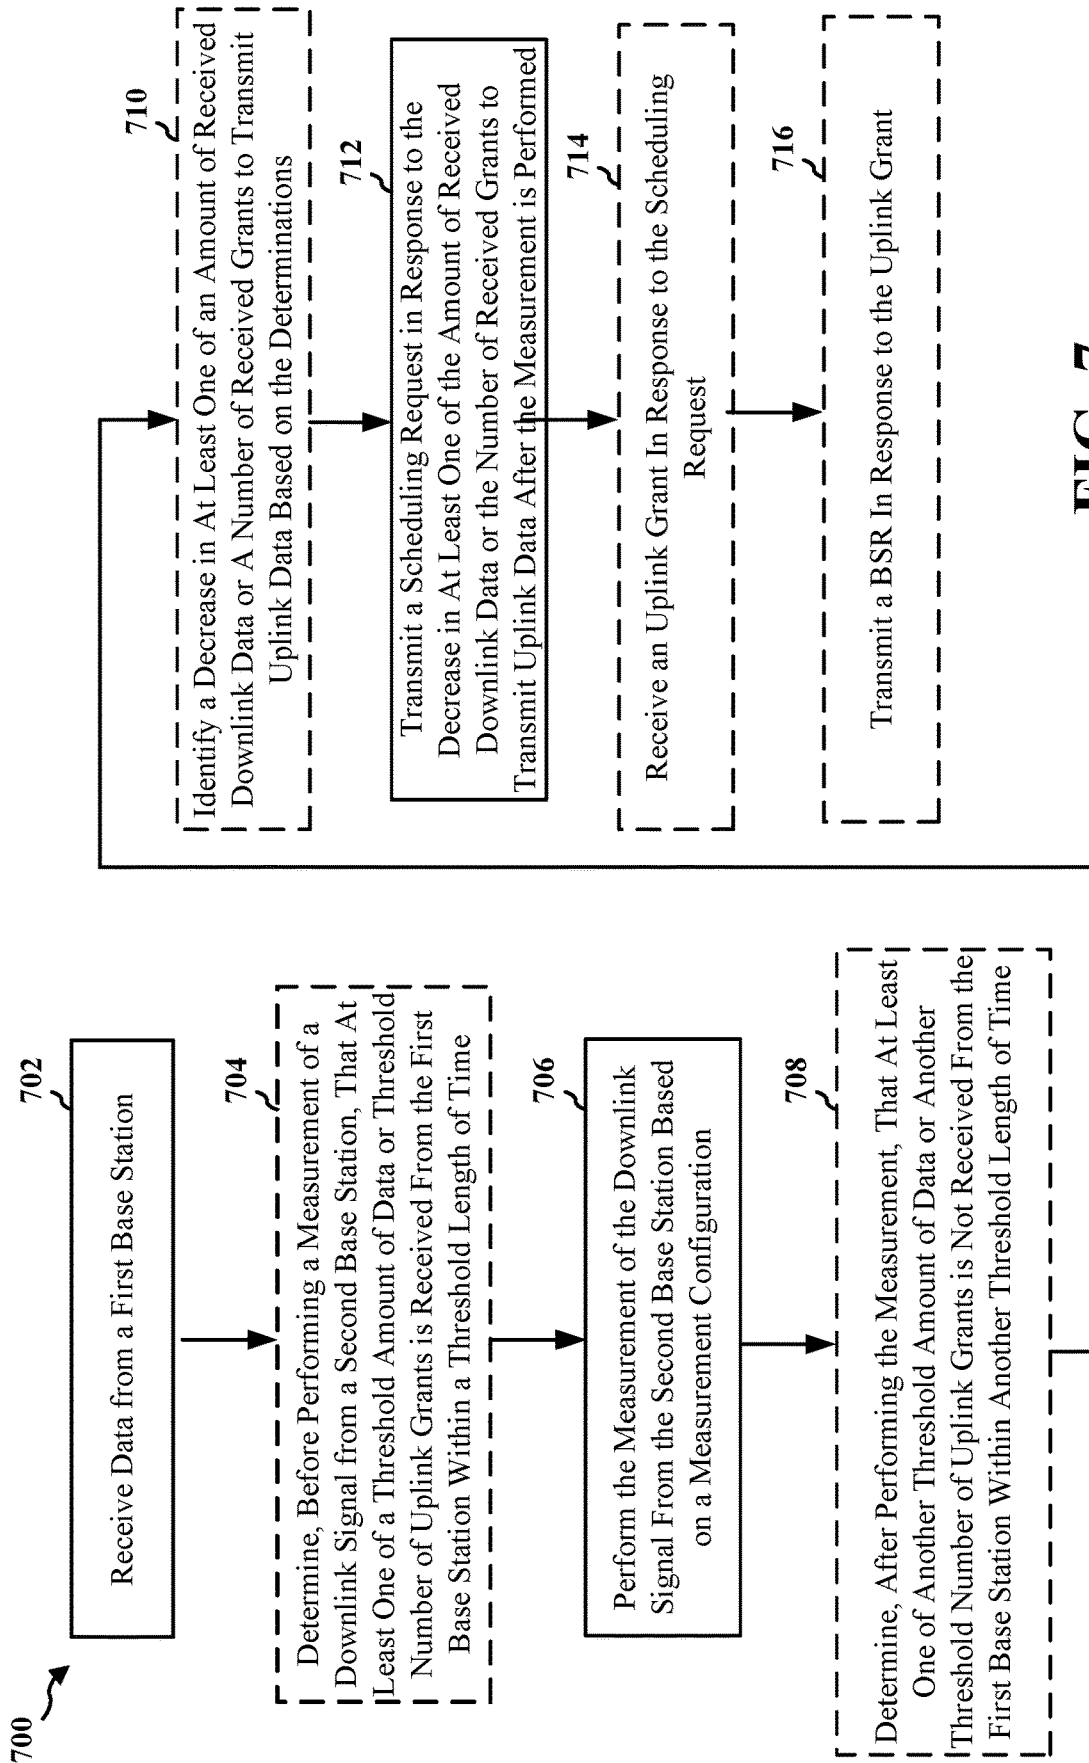 700
702
Receive Data from a First Base Station
704
Determine, Before Performing a Measurement of a
Downlink Signal from a Second Base Station, That At
Least One of a Threshold Amount of Data or Threshold
Number of Uplink Grants is Received From the First
Base Station Within a Threshold Length of Time
706
Perform the Measurement of the Downlink
Signal From the Second Base Station Based
on a Measurement Configuration
708
Determine, After Performing the Measurement, That At Least
One of Another Threshold Amount of Data or Another
Threshold Number of Uplink Grants is Not Received From the
First Base Station Within Another Threshold Length of Time
710
Identify a Decrease in At Least One of an Amount of Received
Downlink Data or A Number of Received Grants to Transmit
Uplink Data Based on the Determinations
712
Transmit a Scheduling Request in Response to the
Decrease in At Least One of the Amount of Received
Downlink Data or the Number of Received Grants to
Transmit Uplink Data After the Measurement is Performed
714
Receive an Uplink Grant In Response to the Scheduling
Request
716
Transmit a BSR In Response to the Uplink Grant
FIG. 7